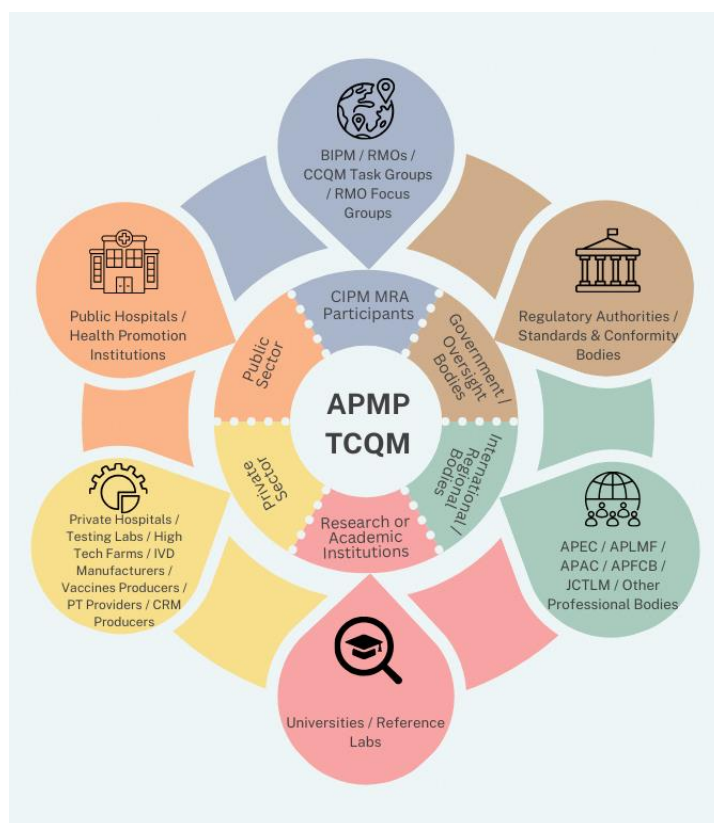 BIPM / RMOs /
CCQM Task Groups
/ RMO Focus
Groups
Public Hospitals /
Health Promotion
Institutions
Regulatory Authorities /
Standards & Conformity
Bodies
CIPM MRA
Participants
Public
Sector
Government /
Oversight
Bodies
APMP
TCQM
Private
Sector
International /
Regional
Bodies
Research or
Academic
Institutions
Private Hospitals /
Testing Labs / High
Tech Farms / IVD
Manufacturers /
Vaccines Producers /
PT Providers / CRM
Producers
APEC / APLMF /
APAC / APFCB /
JCTLM / Other
Professional Bodies
Universities / Reference
Labs